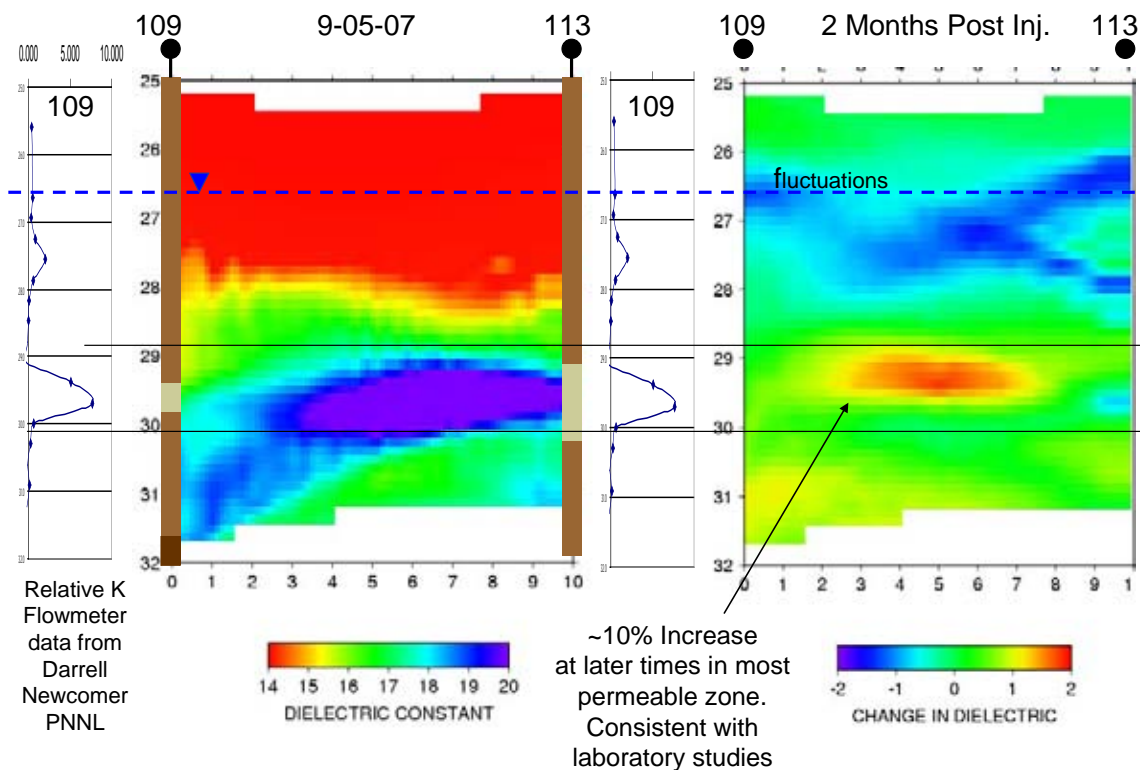 109
9-05-07
113
109
2 Months Post Inj.
113
0.000 5.000 10.000
109
109
25
26
27
28
29
30
31
32
25
26
27
28
29
30
31
32
fluctuations
0 1 2 3 4 5 6 7 8 9 10
0 1 2 3 4 5 6 7 8 9 1
Relative K
Flowmeter
data from
Darrell
Newcomer
PNNL
14 15 16 17 18 19 20
DIELECTRIC CONSTANT
~10% Increase
at later times in most
permeable zone.
Consistent with
laboratory studies
-2 -1 0 1 2
CHANGE IN DIELECTRIC